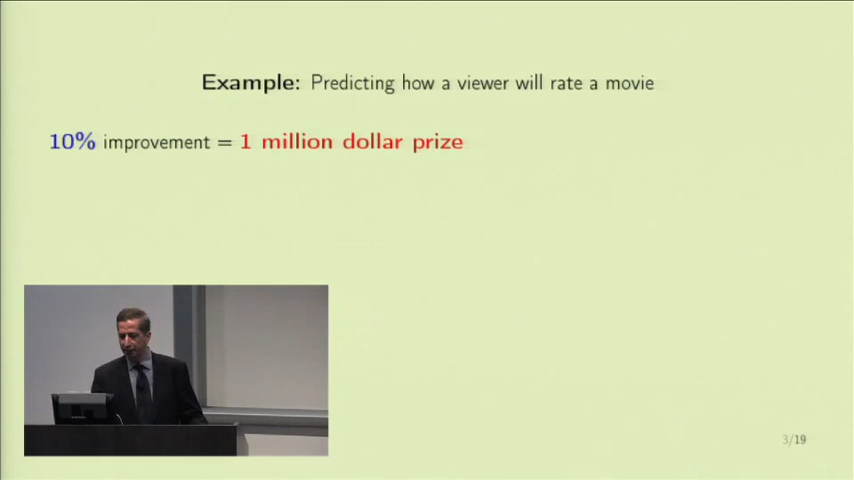 Example: Predicting how a viewer will rate a movie
10% improvement = 1 million dollar prize
3/19